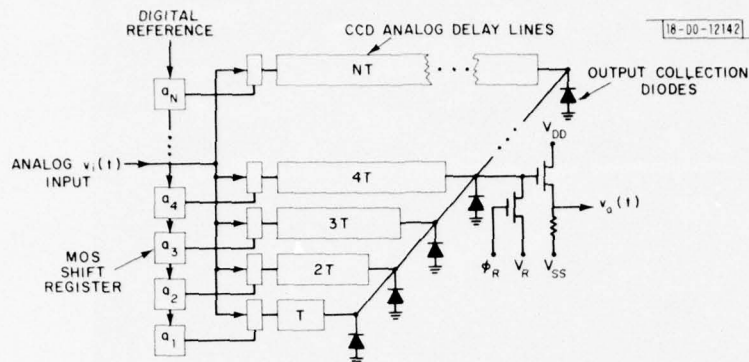 DIGITAL
REFERENCE
CCD ANALOG DELAY LINES
18-DO-12142
NT
OUTPUT COLLECTION
DIODES
a_N
V_DD
ANALOG v_i(t)
INPUT
4T
a_4
v_o(t)
3T
a_3
MOS
SHIFT
REGISTER
2T
a_2
φ_R
V_R
V_SS
T
a_1